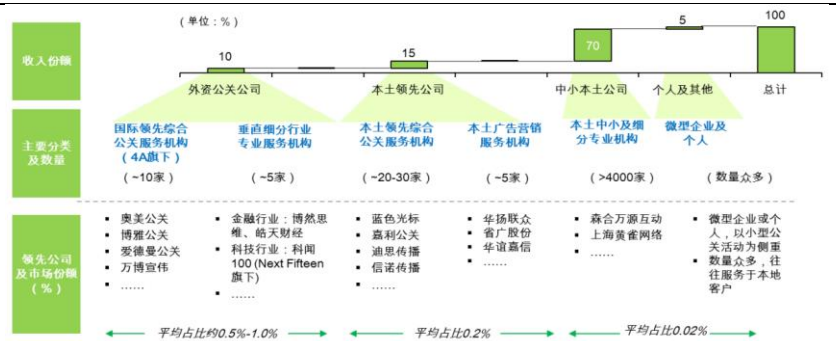 （单位：%）
收入份额
10
15
70
5
100
外资公关公司
本土领先公司
中小本土公司
个人及其他
总计
主要分类
及数量
国际领先综合
公关服务机构
（4A旗下）
（~10家）
垂直细分行业
专业服务机构
（~5家）
本土领先综合
公关服务机构
（~20-30家）
本土广告营销
服务机构
（~5家）
本土中小及细
分专业机构
（>4000家）
微型企业及
个人
（数量众多）
领先公司
及市场份额
（%）
▪ 奥美公关
▪ 博雅公关
▪ 爱德曼公关
▪ 万博宣伟
▪ ……
▪ 金融行业：博然思
维、皓天财经
▪ 科技行业：科闻
100 (Next Fifteen
旗下)
▪ ……
▪ 蓝色光标
▪ 嘉利公关
▪ 迪思传播
▪ 信诺传播
▪ ……
▪ 华扬联众
▪ 省广股份
▪ 华谊嘉信
▪ ……
▪ 森合万源互动
▪ 上海黄雀网络
▪ ……
▪ 微型企业或个
人，以小型公
关活动为侧重
▪ 数量众多，往
往服务于本地
客户
平均占比约0.5%-1.0%
平均占比0.2%
平均占比0.02%